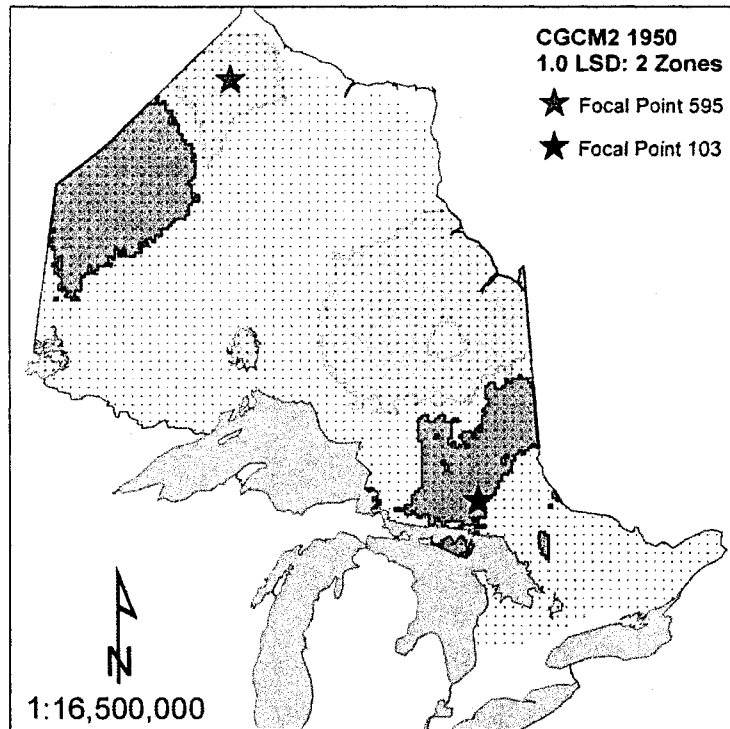 CGCM2 1950
1.0 LSD: 2 Zones
Focal Point 595
Focal Point 103
N
1:16,500,000